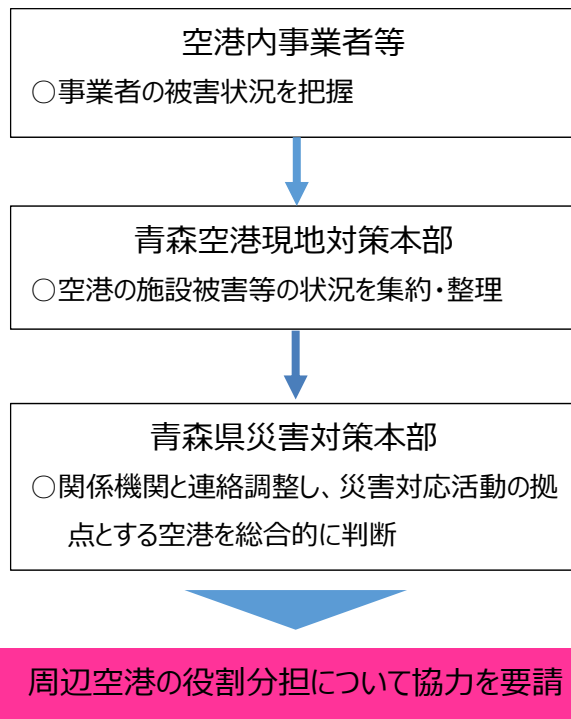 空港内事業者等
○事業者の被害状況を把握
青森空港現地対策本部
○空港の施設被害等の状況を集約・整理
青森県災害対策本部
○関係機関と連絡調整し、災害対応活動の拠
点とする空港を総合的に判断
周辺空港の役割分担について協力を要請